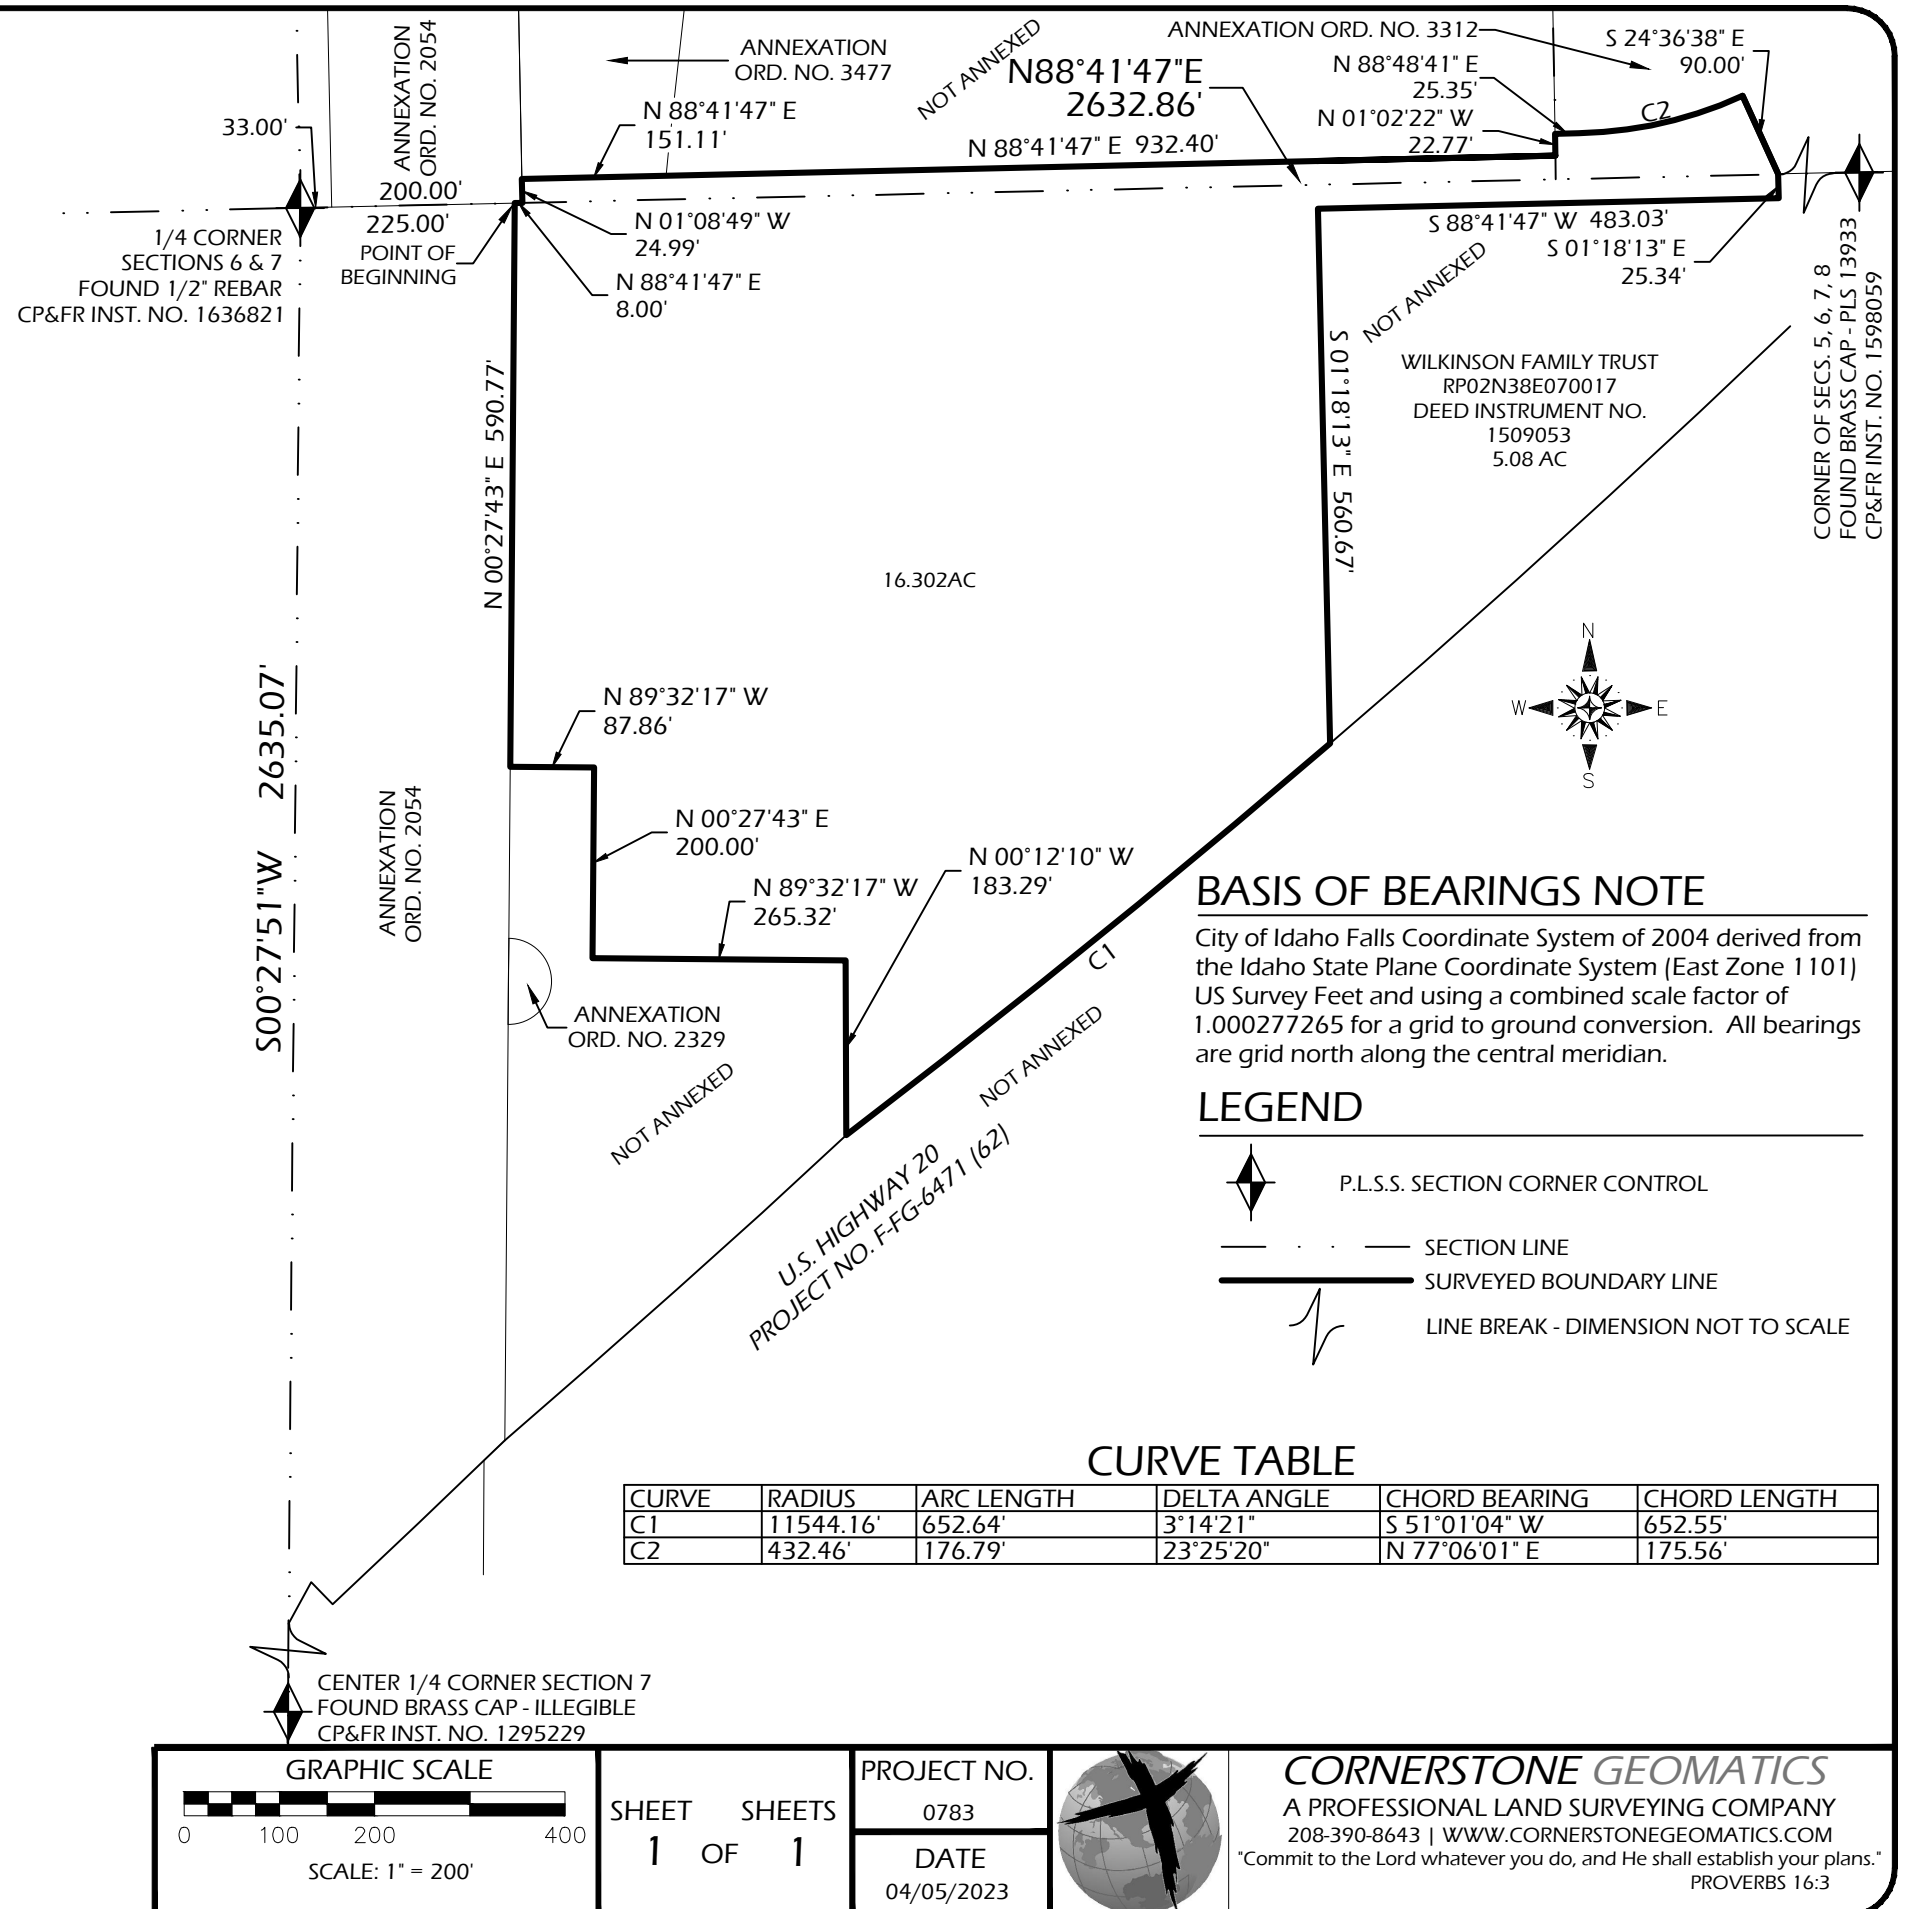 ANNEXATION
ORD. NO. 2054
ANNEXATION
ORD. NO. 3477
NOT ANNEXED
ANNEXATION ORD. NO. 3312
S 24°36'38" E
90.00'
N88°41'47"E
2632.86'
N 88°48'41" E
25.35'
N 01°02'22" W
22.77'
C2
33.00'
N 88°41'47" E
151.11'
N 88°41'47" E 932.40'
200.00'
225.00'
POINT OF
BEGINNING
N 01°08'49" W
24.99'
N 88°41'47" E
8.00'
1/4 CORNER
SECTIONS 6 & 7
FOUND 1/2" REBAR
CP&FR INST. NO. 1636821
S 88°41'47" W 483.03'
S 01°18'13" E
25.34'
NOT ANNEXED
CORNER OF SECS. 5, 6, 7, 8
FOUND BRASS CAP - PLS 13933
CP&FR INST. NO. 1598059
N 00°27'43" E 590.77'
S 01°18'13" E 560.67'
WILKINSON FAMILY TRUST
RP02N38E070017
DEED INSTRUMENT NO.
1509053
5.08 AC
16.302AC
N
W E
S
S00°27'51"W 2635.07'
N 89°32'17" W
87.86'
N 00°27'43" E
200.00'
N 89°32'17" W
265.32'
N 00°12'10" W
183.29'
ANNEXATION
ORD. NO. 2054
ANNEXATION
ORD. NO. 2329
NOT ANNEXED
C1
NOT ANNEXED
U.S. HIGHWAY 20
PROJECT NO. F-FG-6471 (62)
BASIS OF BEARINGS NOTE
City of Idaho Falls Coordinate System of 2004 derived from
the Idaho State Plane Coordinate System (East Zone 1101)
US Survey Feet and using a combined scale factor of
1.000277265 for a grid to ground conversion. All bearings
are grid north along the central meridian.
LEGEND
P.L.S.S. SECTION CORNER CONTROL
SECTION LINE
SURVEYED BOUNDARY LINE
LINE BREAK - DIMENSION NOT TO SCALE
CURVE TABLE
CURVE RADIUS ARC LENGTH DELTA ANGLE CHORD BEARING CHORD LENGTH
C1 11544.16' 652.64' 3°14'21" S 51°01'04" W 652.55'
C2 432.46' 176.79' 23°25'20" N 77°06'01" E 175.56'
CENTER 1/4 CORNER SECTION 7
FOUND BRASS CAP - ILLEGIBLE
CP&FR INST. NO. 1295229
GRAPHIC SCALE
0 100 200 400
SCALE: 1" = 200'
SHEET SHEETS
1 OF 1
PROJECT NO.
0783
DATE
04/05/2023
CORNERSTONE GEOMATICS
A PROFESSIONAL LAND SURVEYING COMPANY
208-390-8643 | WWW.CORNERSTONEGEOMATICS.COM
"Commit to the Lord whatever you do, and He shall establish your plans."
PROVERBS 16:3